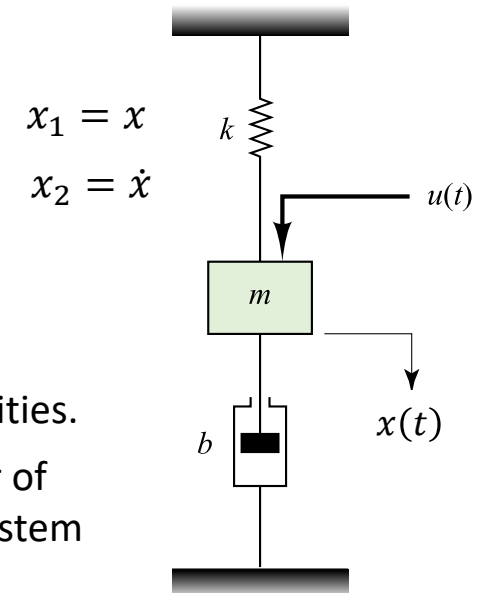 x₁ = x
k
x₂ = ẋ
u(t)
m
ities.
x(t)
b
r of
stem